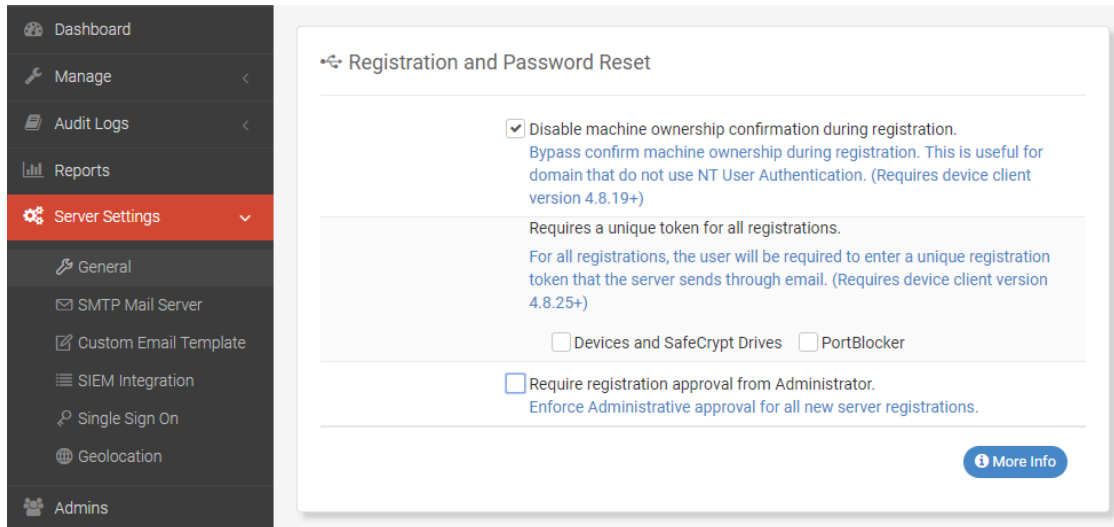 Dashboard
Manage
Audit Logs
Reports
Server Settings
General
SMTP Mail Server
Custom Email Template
SIEM Integration
Single Sign On
Geolocation
Admins
Registration and Password Reset
Disable machine ownership confirmation during registration.
Bypass confirm machine ownership during registration. This is useful for
domain that do not use NT User Authentication. (Requires device client
version 4.8.19+)
Requires a unique token for all registrations.
For all registrations, the user will be required to enter a unique registration
token that the server sends through email. (Requires device client version
4.8.25+)
Devices and SafeCrypt Drives PortBlocker
Require registration approval from Administrator.
Enforce Administrative approval for all new server registrations.
More Info